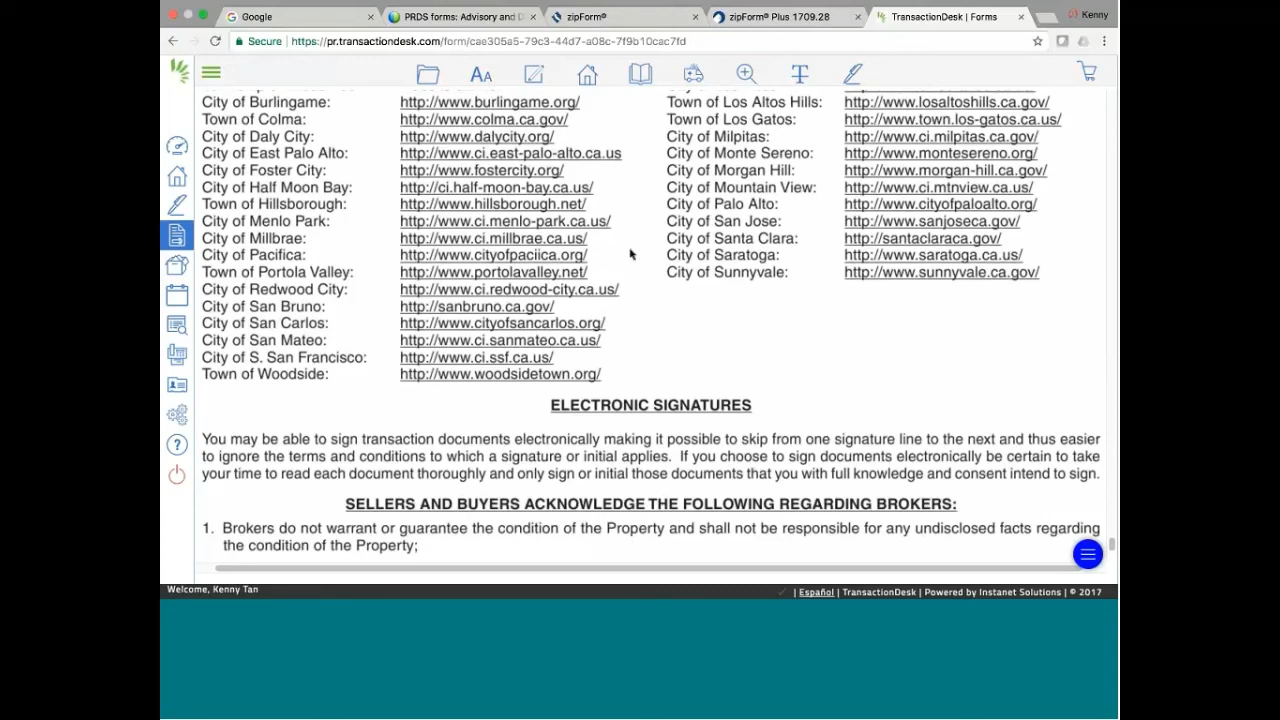 Google
PRDS forms: Advisory and D
zipForm®
zipForm® Plus 1709.28
TransactionDesk | Forms
Kenny
Secure | https://pr.transactiondesk.com/form/cae305a5-79c3-44d7-a08c-7f9b10cac7fd
City of Burlingame: http://www.burlingame.org/
Town of Colma: http://www.colma.ca.gov/
City of Daly City: http://www.dalycity.org/
City of East Palo Alto: http://www.ci.east-palo-alto.ca.us
City of Foster City: http://www.fostercity.org/
City of Half Moon Bay: http://ci.half-moon-bay.ca.us/
Town of Hillsborough: http://www.hillsborough.net/
City of Menlo Park: http://www.ci.menlo-park.ca.us/
City of Millbrae: http://www.ci.millbrae.ca.us/
City of Pacifica: http://www.cityofpaciica.org/
Town of Portola Valley: http://www.portolavalley.net/
City of Redwood City: http://www.ci.redwood-city.ca.us/
City of San Bruno: http://sanbruno.ca.gov/
City of San Carlos: http://www.cityofsancarlos.org/
City of San Mateo: http://www.ci.sanmateo.ca.us/
City of S. San Francisco: http://www.ci.ssf.ca.us/
Town of Woodside: http://www.woodsidetown.org/
Town of Los Altos Hills: http://www.losaltoshills.ca.gov/
Town of Los Gatos: http://www.town.los-gatos.ca.us/
City of Milpitas: http://www.ci.milpitas.ca.gov/
City of Monte Sereno: http://www.montesereno.org/
City of Morgan Hill: http://www.morgan-hill.ca.gov/
City of Mountain View: http://www.ci.mtnview.ca.us/
City of Palo Alto: http://www.cityofpaloalto.org/
City of San Jose: http://www.sanjoseca.gov/
City of Santa Clara: http://santaclaraca.gov/
City of Saratoga: http://www.saratoga.ca.us/
City of Sunnyvale: http://www.sunnyvale.ca.gov/
ELECTRONIC SIGNATURES
You may be able to sign transaction documents electronically making it possible to skip from one signature line to the next and thus easier
to ignore the terms and conditions to which a signature or initial applies. If you choose to sign documents electronically be certain to take
your time to read each document thoroughly and only sign or initial those documents that you with full knowledge and consent intend to sign.
SELLERS AND BUYERS ACKNOWLEDGE THE FOLLOWING REGARDING BROKERS:
1. Brokers do not warrant or guarantee the condition of the Property and shall not be responsible for any undisclosed facts regarding
the condition of the Property;
Welcome, Kenny Tan
| Español | TransactionDesk | Powered by Instanet Solutions | © 2017